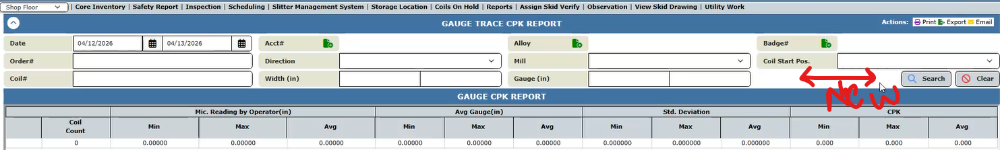 Shop Floor | Core Inventory | Safety Report | Inspection | Scheduling | Slitter Management System | Storage Location | Coils On Hold | Reports | Assign Skid Verify | Observation | View Skid Drawing | Utility Work
GAUGE TRACE CPK REPORT Actions: Print Export Email
Date 04/12/2026 04/13/2026 Acct# Alloy Badge#
Order# Direction Mill Coil Start Pos.
Coil# Width (in) Gauge (in) Search Clear
NEW
GAUGE CPK REPORT
Mic. Reading by Operator(in) Avg Gauge(in) Std. Deviation CPK
Coil Count Min Max Avg Min Max Avg Min Max Avg Min Max Avg
0 0.00000 0.00000 0.00000 0.00000 0.00000 0.00000 0.000000 0.000000 0.000000 0.000 0.000 0.000